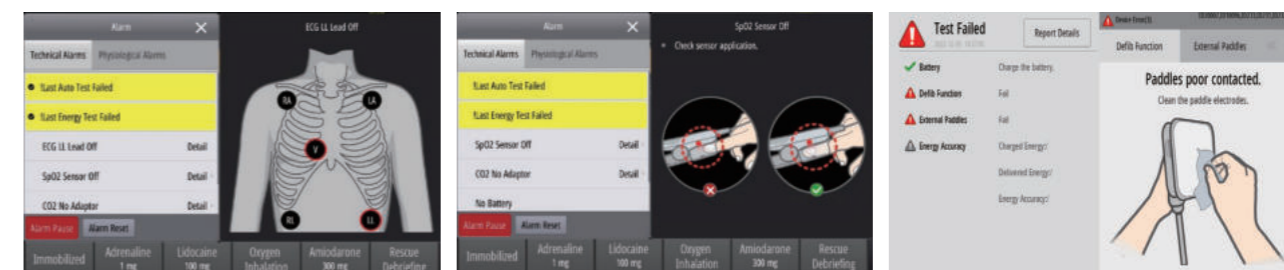 Alarm
Technical Alarms Physiological Alarms
!Last Auto Test Failed
!Last Energy Test Failed
ECG LL Lead Off Detail
SpO2 Sensor Off Detail
CO2 No Adaptor Detail
Alarm Pause Alarm Reset
ECG LL Lead Off
RA LA
V
RL LL
Immobilized Adrenaline 1 mg Lidocaine 100 mg Oxygen Inhalation Amiodarone 300 mg Rescue Debriefing
Alarm
Technical Alarms Physiological Alarms
!Last Auto Test Failed
!Last Energy Test Failed
SpO2 Sensor Off Detail
CO2 No Adaptor Detail
No Battery
Alarm Pause Alarm Reset
SpO2 Sensor Off
Check sensor application.
Immobilized Adrenaline 1 mg Lidocaine 100 mg Oxygen Inhalation Amiodarone 300 mg Rescue Debriefing
Test Failed
Report Details
Battery Charge the battery.
Defib Function Fail
External Paddles Fail
Energy Accuracy Charged Energy:/
Delivered Energy:/
Energy Accuracy:/
Device Error(3)
Defib Function External Paddles
Paddles poor contacted.
Clean the paddle electrodes.